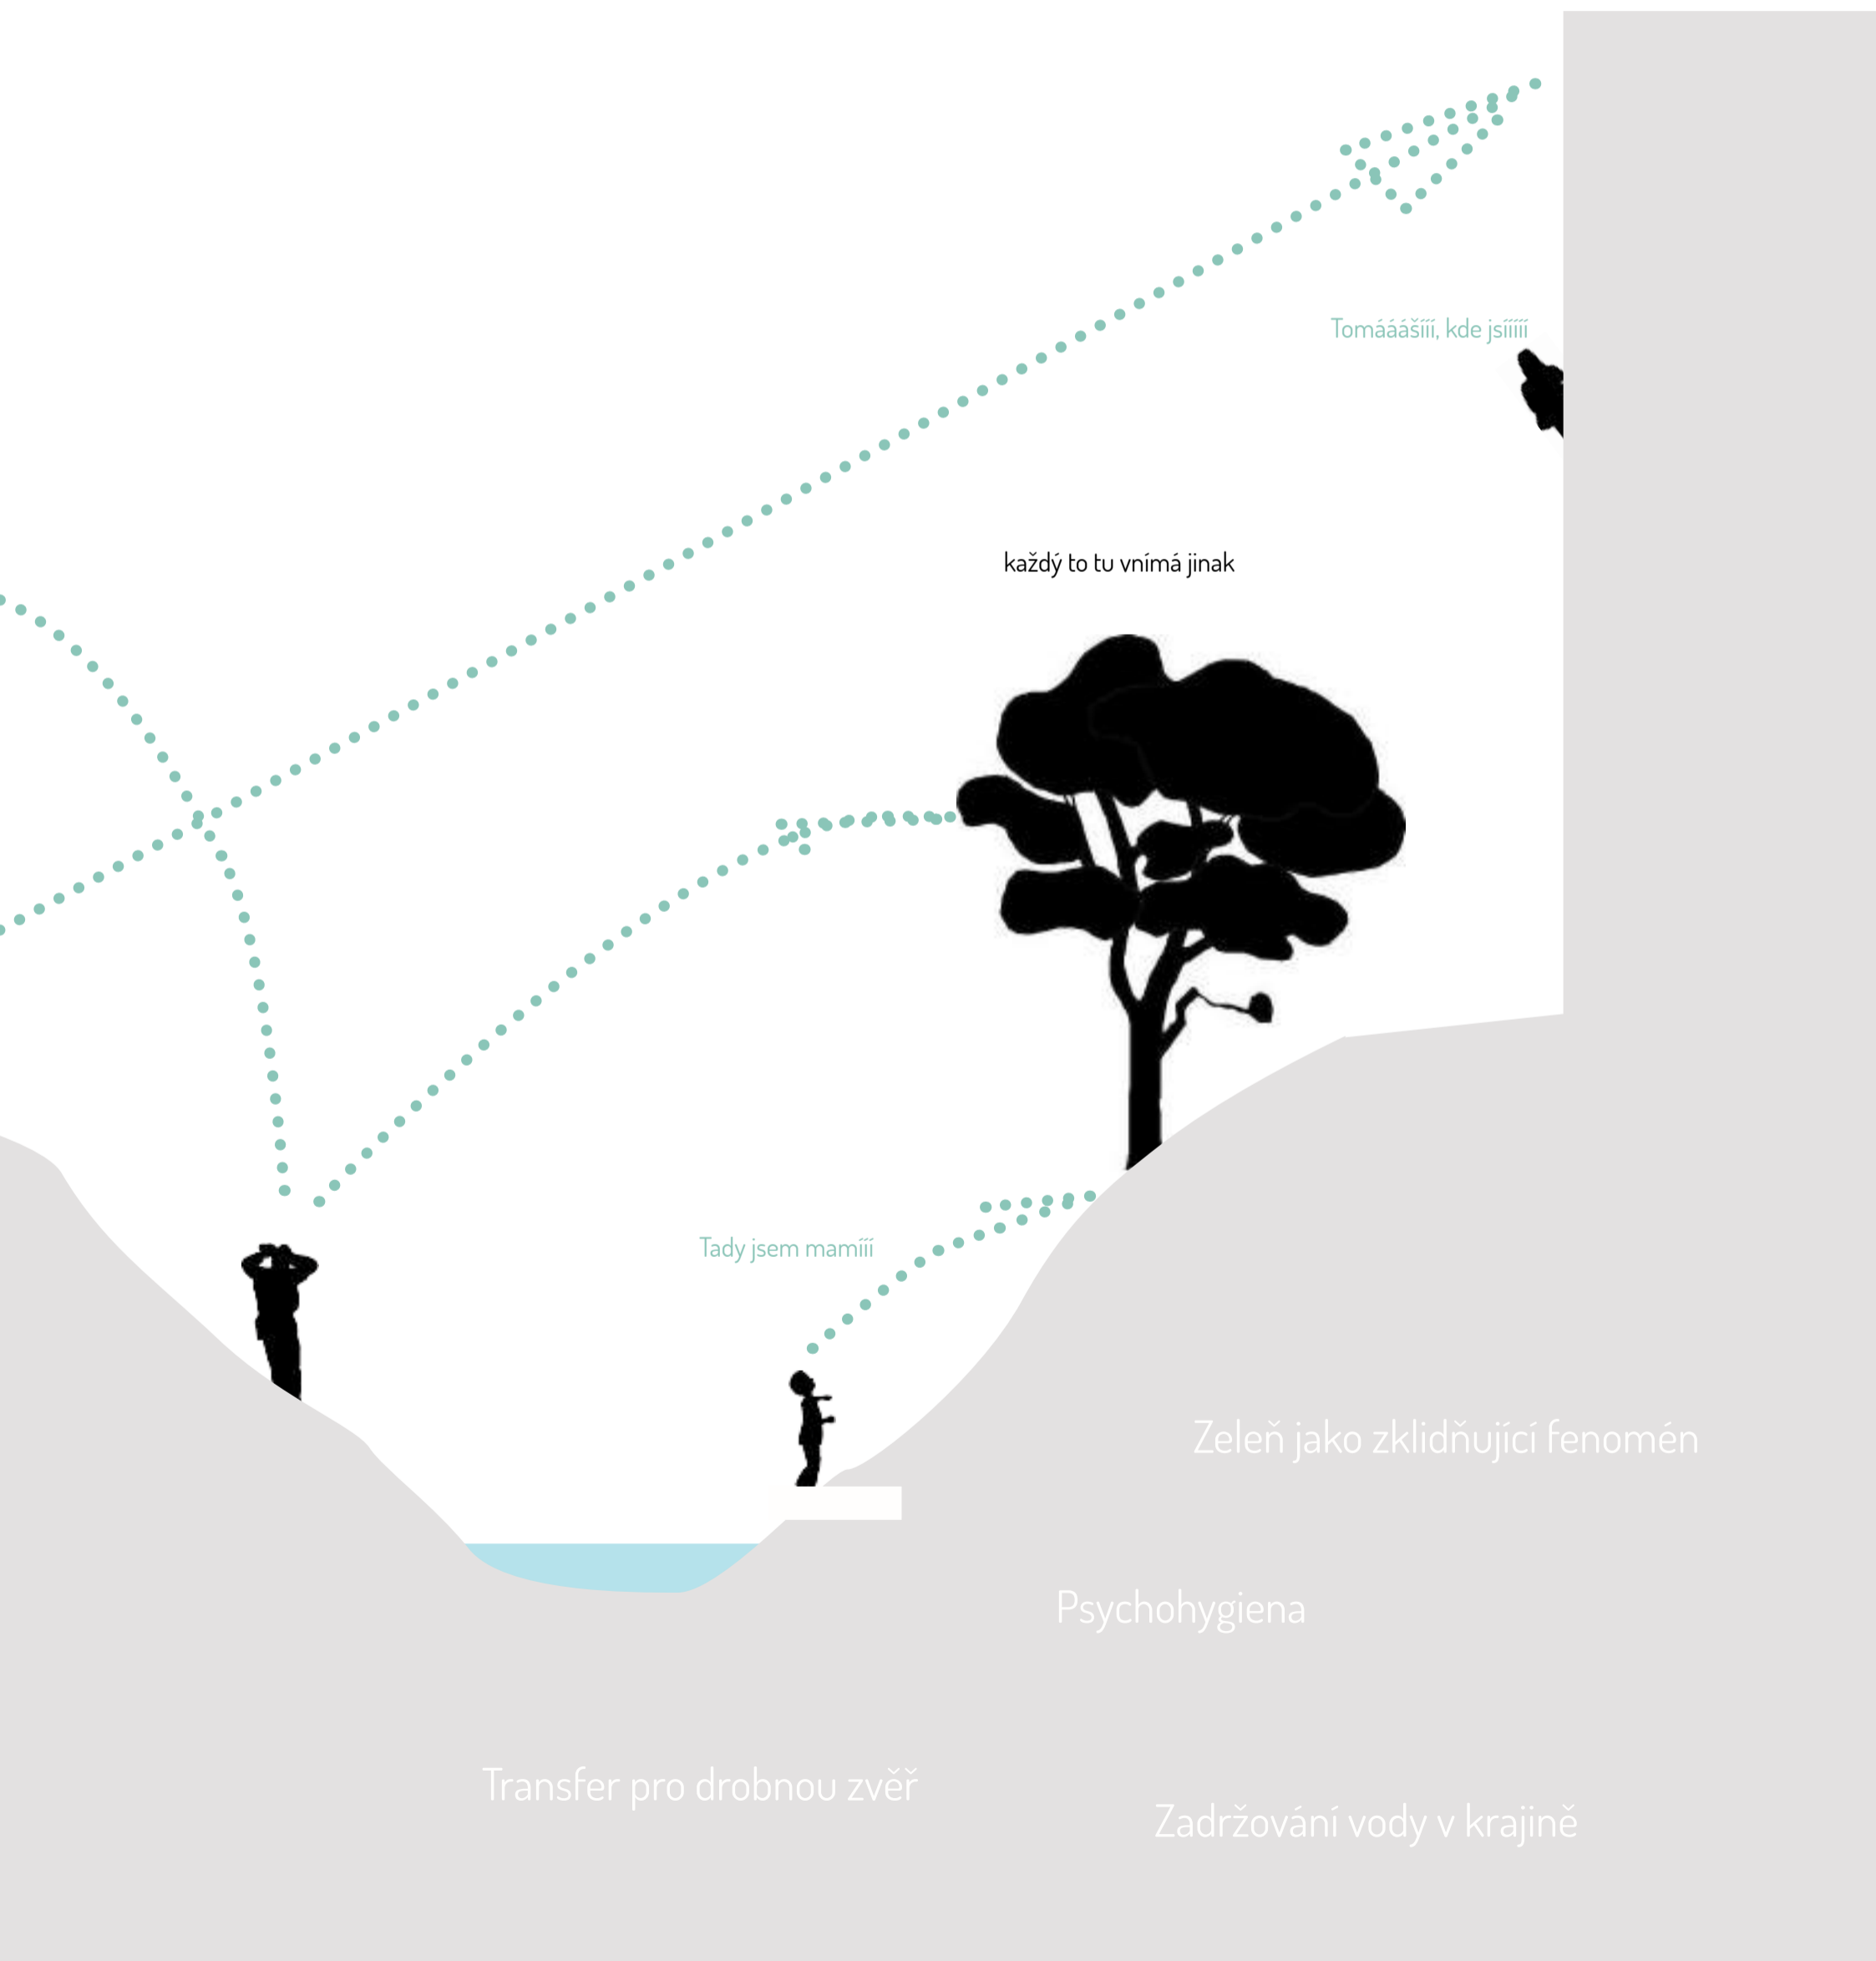 Tomááášííí, kde jsííííí
každý to tu vnímá jinak
Tady jsem mamííí
Zeleň jako zklidňující fenomén
Psychohygiena
Transfer pro drobnou zvěř
Zadržování vody v krajině